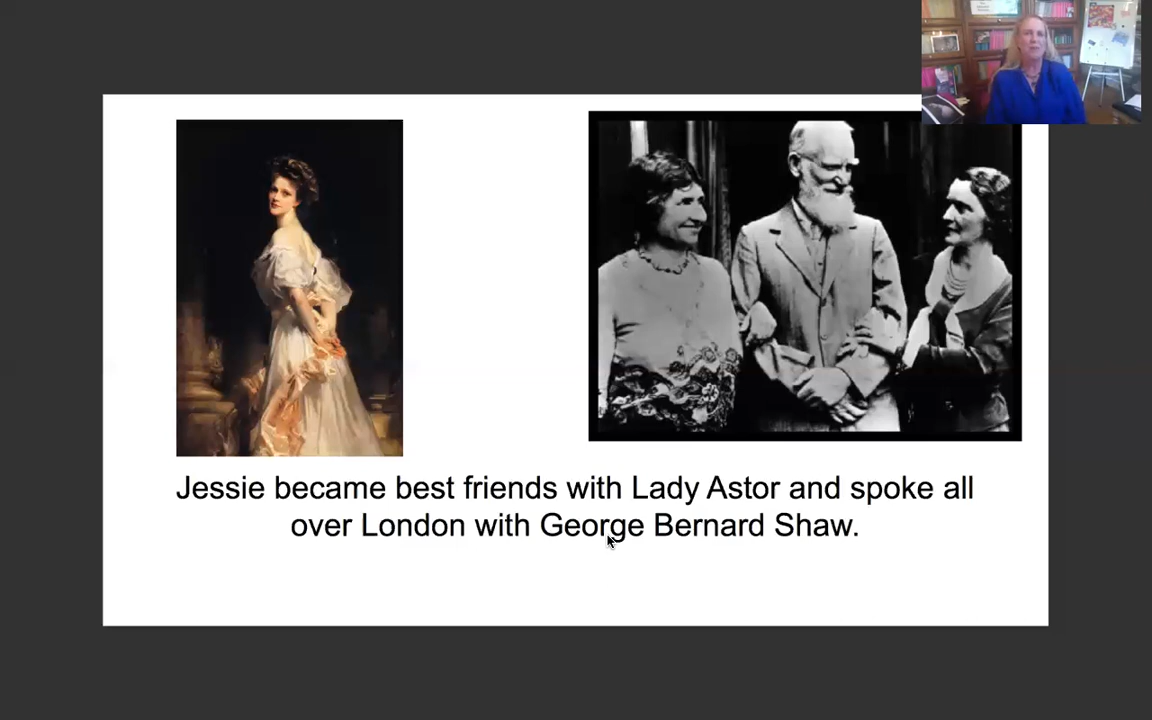 Jessie became best friends with Lady Astor and spoke all
over London with George Bernard Shaw.